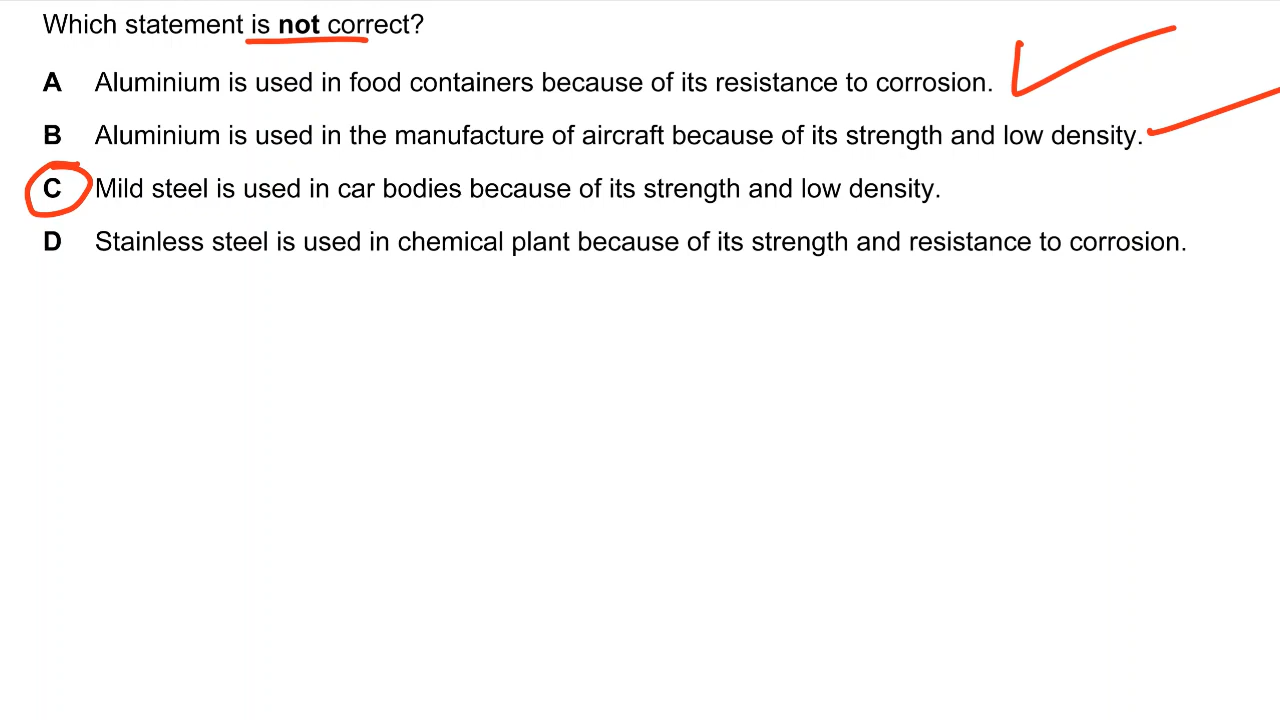 Which statement is not correct?
A Aluminium is used in food containers because of its resistance to corrosion.
B Aluminium is used in the manufacture of aircraft because of its strength and low density.
C Mild steel is used in car bodies because of its strength and low density.
D Stainless steel is used in chemical plant because of its strength and resistance to corrosion.